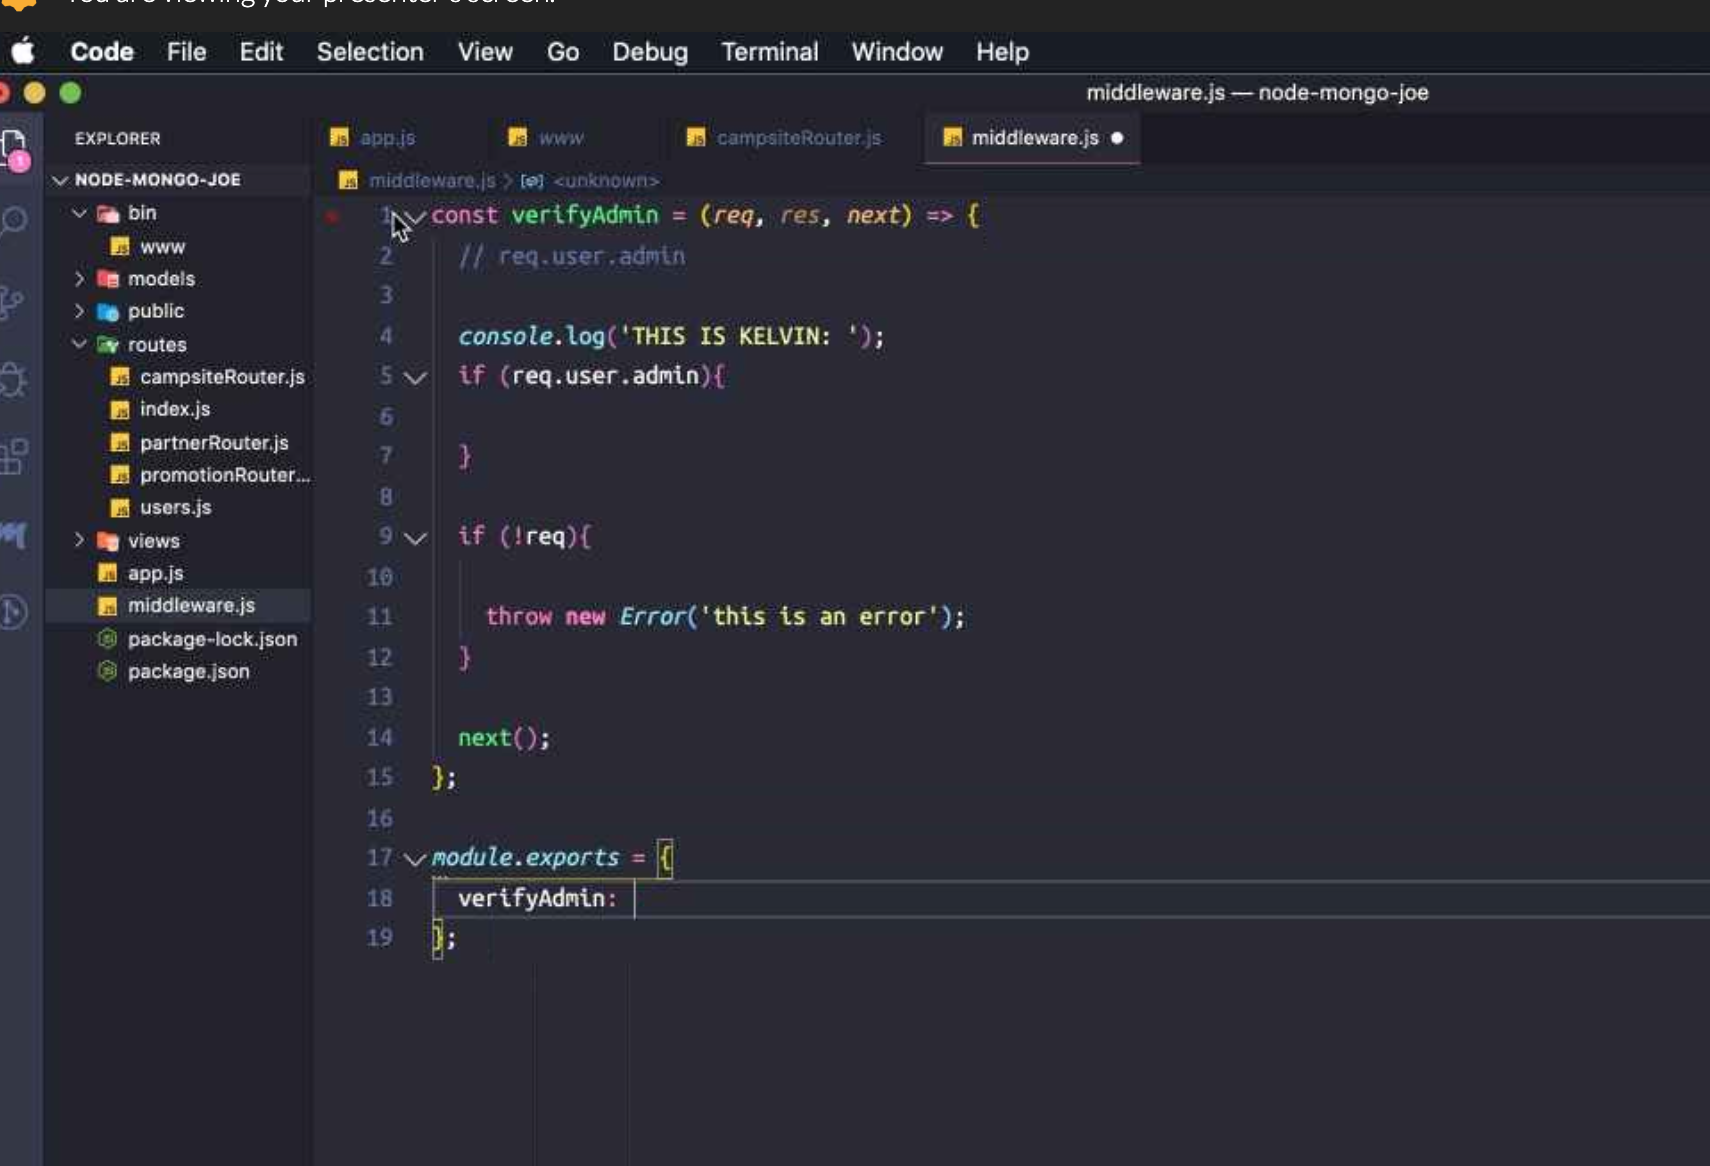 You are viewing your presenter's screen.
Code File Edit Selection View Go Debug Terminal Window Help
middleware.js — node-mongo-joe
EXPLORER
NODE-MONGO-JOE
bin
www
models
public
routes
campsiteRouter.js
index.js
partnerRouter.js
promotionRouter...
users.js
views
app.js
middleware.js
package-lock.json
package.json
1
app.js www campsiteRouter.js middleware.js
middleware.js > <unknown>
1 const verifyAdmin = (req, res, next) => {
2 // req.user.admin
3
4 console.log('THIS IS KELVIN: ');
5 if (req.user.admin){
6
7 }
8
9 if (!req){
10
11 throw new Error('this is an error');
12 }
13
14 next();
15 };
16
17 module.exports = {
18 verifyAdmin:
19 };